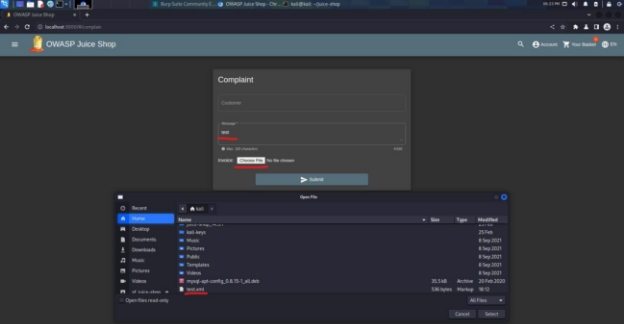 Burp Suite Community E...
OWASP Juice Shop - Chr...
kali@kali: ~/juice-shop
OWASP Juice Shop
localhost:3000/#/complain
OWASP Juice Shop
Account
Your Basket
EN
Complaint
Customer
Message
test
Max. 160 characters
Invoice:
Choose File
No file chosen
Submit
Open File
Recent
Home
Desktop
Documents
Downloads
Music
Pictures
Videos
kali
Name
Size
Type
Modified
kali-keys
25 Feb
Music
8 Sep 2021
Pictures
8 Sep 2021
Public
8 Sep 2021
Templates
8 Sep 2021
Videos
8 Sep 2021
mysql-apt-config_0.8.15-1_all.deb
35.5 kB
Archive
20 Feb 2020
test.xml
536 bytes
Markup
18:12
Open files read only
All Files
Cancel
Select